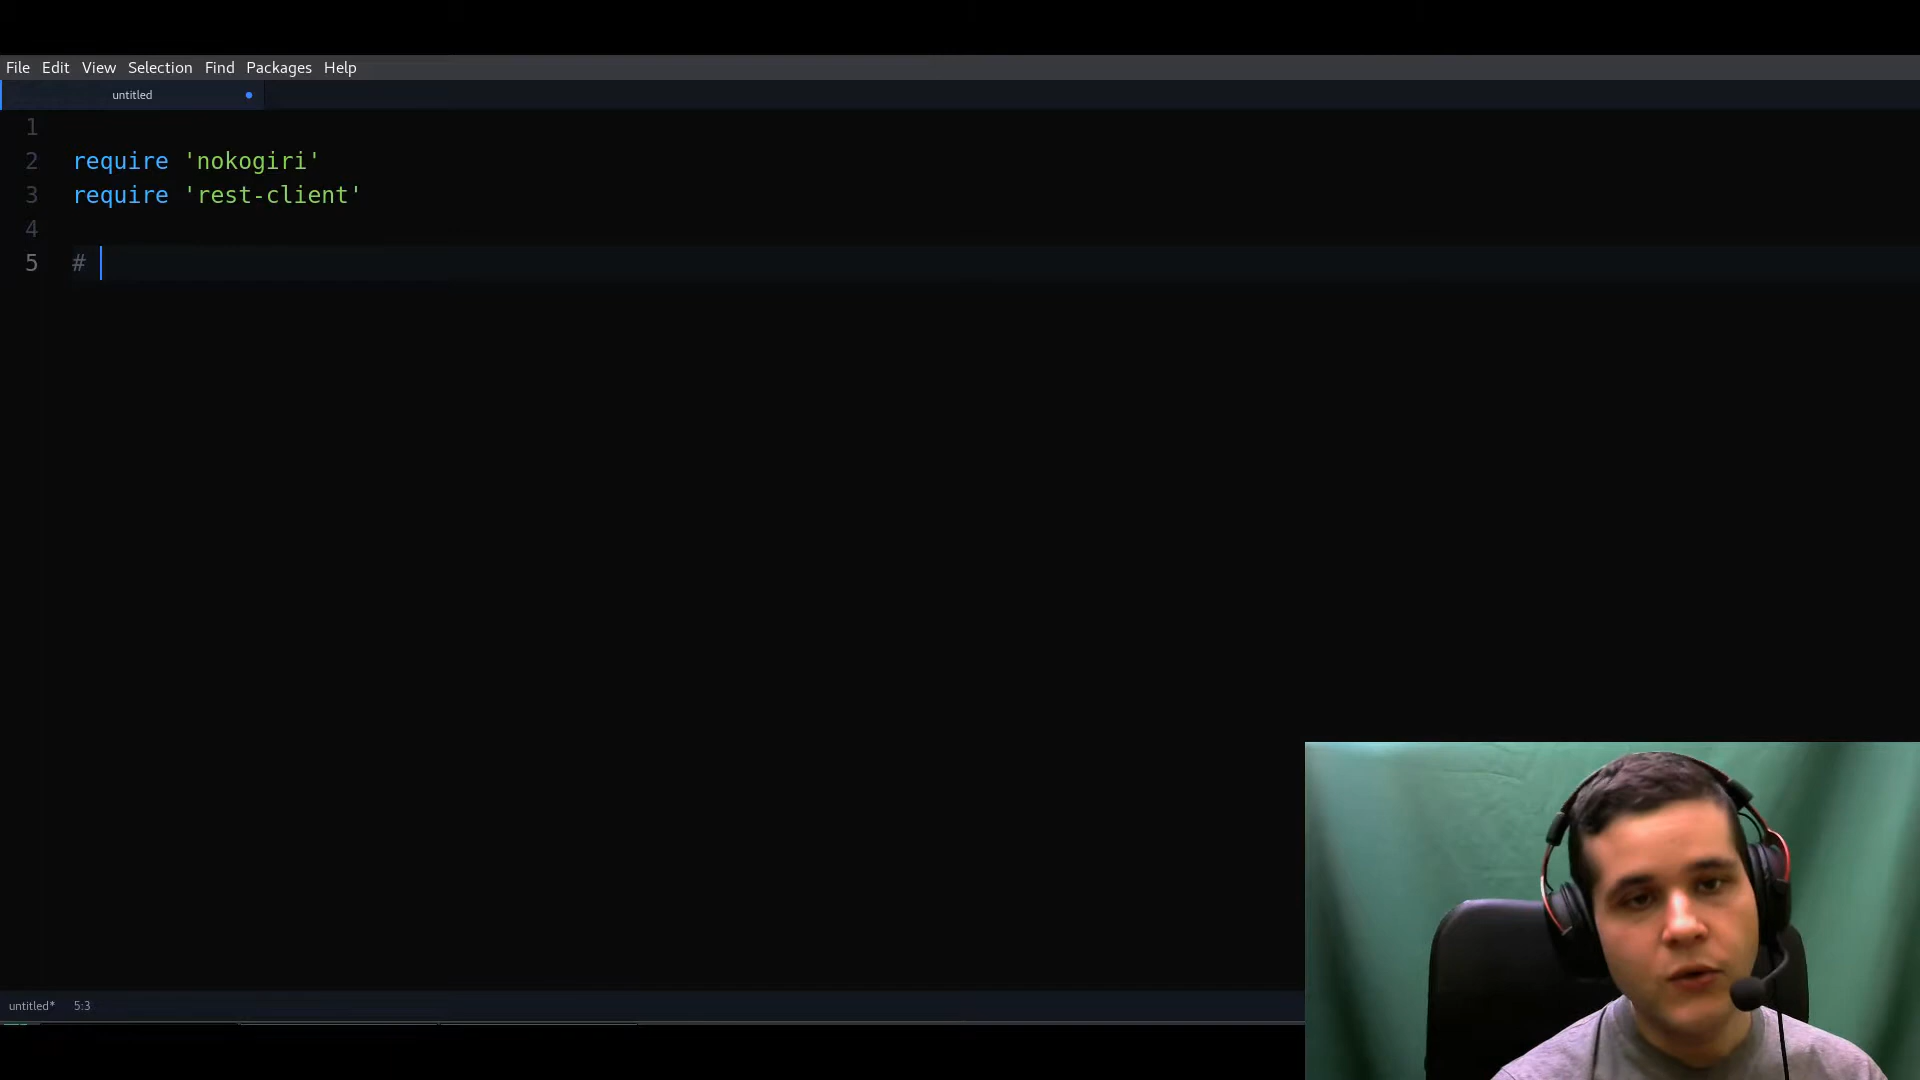 File Edit View Selection Find Packages Help
untitled
1
2 require 'nokogiri'
3 require 'rest-client'
4
5 #
untitled* 5:3